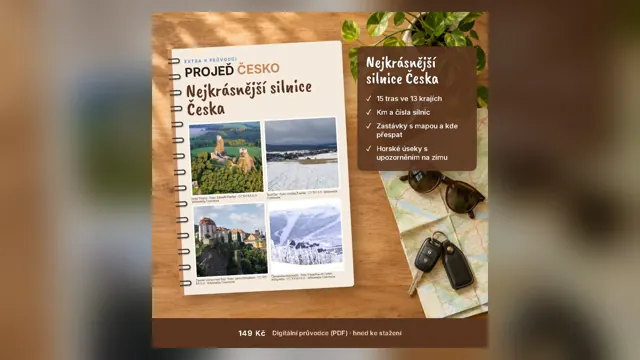 EXTRA K PRŮVODCI
PROJEĎ ČESKO
Nejkrásnější silnice
Česka
Nejkrásnější
silnice Česka
✓ 15 tras ve 13 krajích
✓ Km a čísla silnic
✓ Zastávky s mapou a kde
přespat
✓ Horské úseky s
upozorněním na zimu
149 Kč Digitální průvodce (PDF) · hned ke stažení